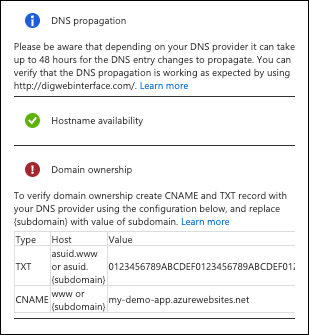 DNS propagation
Please be aware that depending on your DNS provider it can take
up to 48 hours for the DNS entry changes to propagate. You can
verify that the DNS propagation is working as expected by using
http://digwebinterface.com/. Learn more
Hostname availability
Domain ownership
To verify domain ownership create CNAME and TXT record with
your DNS provider using the configuration below, and replace
{subdomain} with value of subdomain. Learn more
Type Host Value
TXT asuid.www or asuid.{subdomain} 0123456789ABCDEF0123456789ABCDEF012
CNAME www or {subdomain} my-demo-app.azurewebsites.net